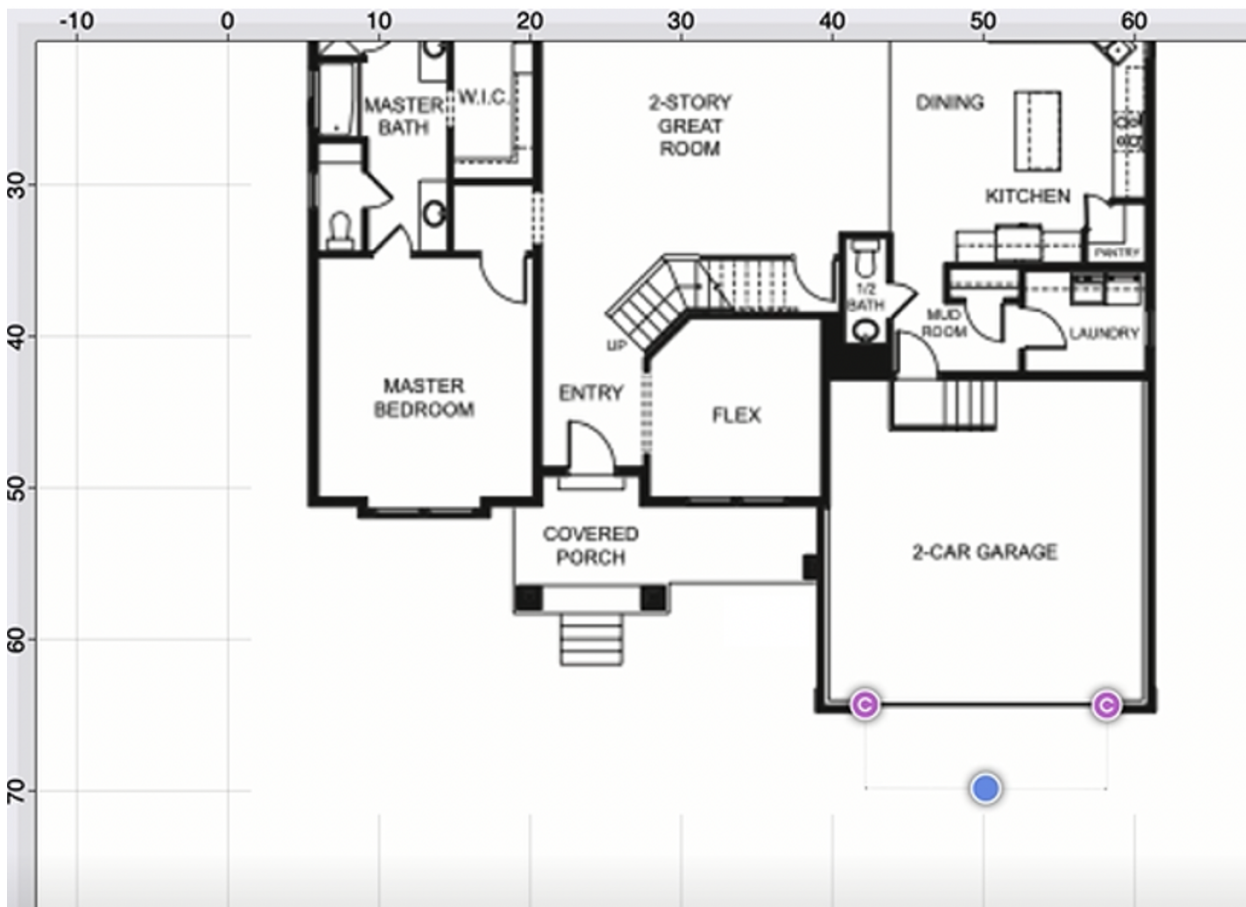 -10 0 10 20 30 40 50 60
MASTER
BATH
W.I.C.
2-STORY
GREAT
ROOM
DINING
30
KITCHEN
PANTRY
1/2
BATH
40
UP
MUD
ROOM
LAUNDRY
MASTER
BEDROOM
ENTRY
FLEX
50
COVERED
PORCH
2-CAR GARAGE
60
C C
70